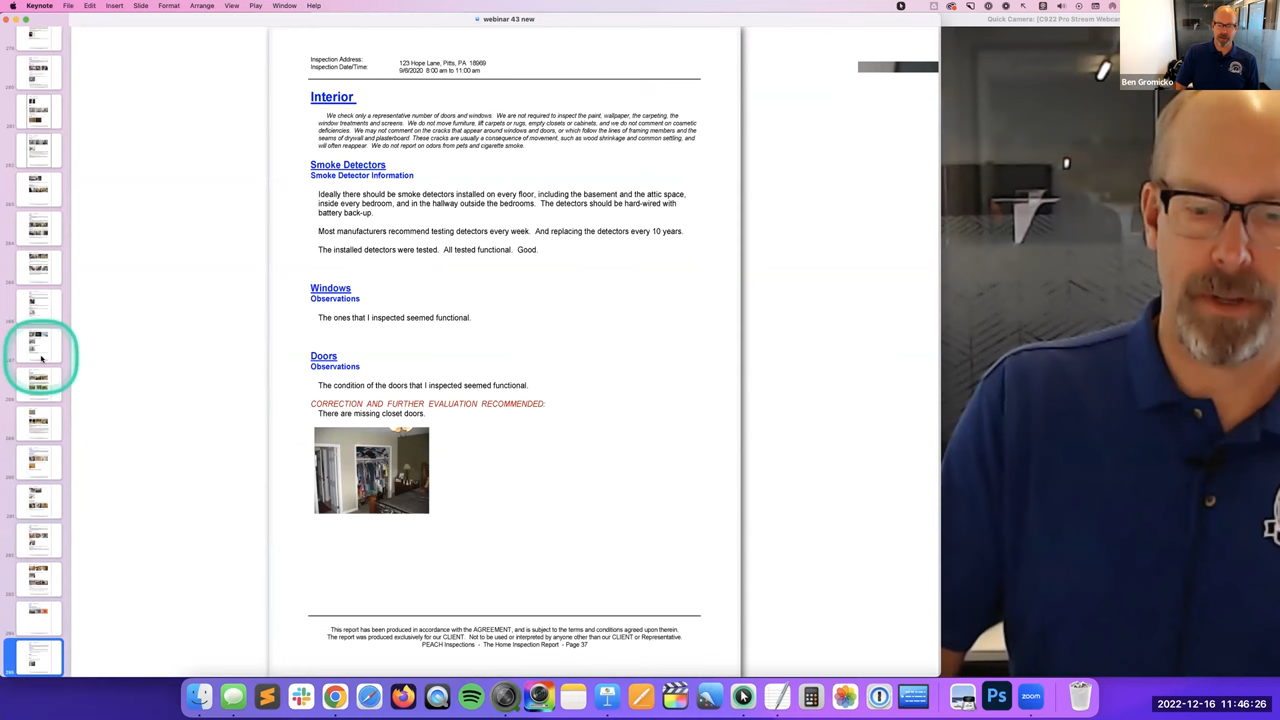 Keynote File Edit Insert Slide Format Arrange View Play Window Help
webinar 43 new
Quick Camera: [C922 Pro Stream Webcam
Ben Gromicko
Inspection Address: 123 Hope Lane, Pitts, PA 18969
Inspection Date/Time: 9/6/2020 8:00 am to 11:00 am
Interior
We check only a representative number of doors and windows. We are not required to inspect the paint, wallpaper, the carpeting, the
window treatments and screens. We do not move furniture, lift carpets or rugs, empty closets or cabinets, and we do not comment on cosmetic
deficiencies. We may not comment on the cracks that appear around windows and doors, or which follow the lines of framing members and the
seams of drywall and plasterboard. These cracks are usually a consequence of movement, such as wood shrinkage and common settling, and
will often reappear. We do not report on odors from pets and cigarette smoke.
Smoke Detectors
Smoke Detector Information
Ideally there should be smoke detectors installed on every floor, including the basement and the attic space,
inside every bedroom, and in the hallway outside the bedrooms. The detectors should be hard-wired with
battery back-up.
Most manufacturers recommend testing detectors every week. And replacing the detectors every 10 years.
The installed detectors were tested. All tested functional. Good.
Windows
Observations
The ones that I inspected seemed functional.
Doors
Observations
The condition of the doors that I inspected seemed functional.
CORRECTION AND FURTHER EVALUATION RECOMMENDED:
There are missing closet doors.
This report has been produced in accordance with the AGREEMENT, and is subject to the terms and conditions agreed upon therein.
The report was produced exclusively for our CLIENT. Not to be used or interpreted by anyone other than our CLIENT or Representative.
PEACH Inspections - The Home Inspection Report - Page 37
Ps
zoom
2022-12-16 11:46:26